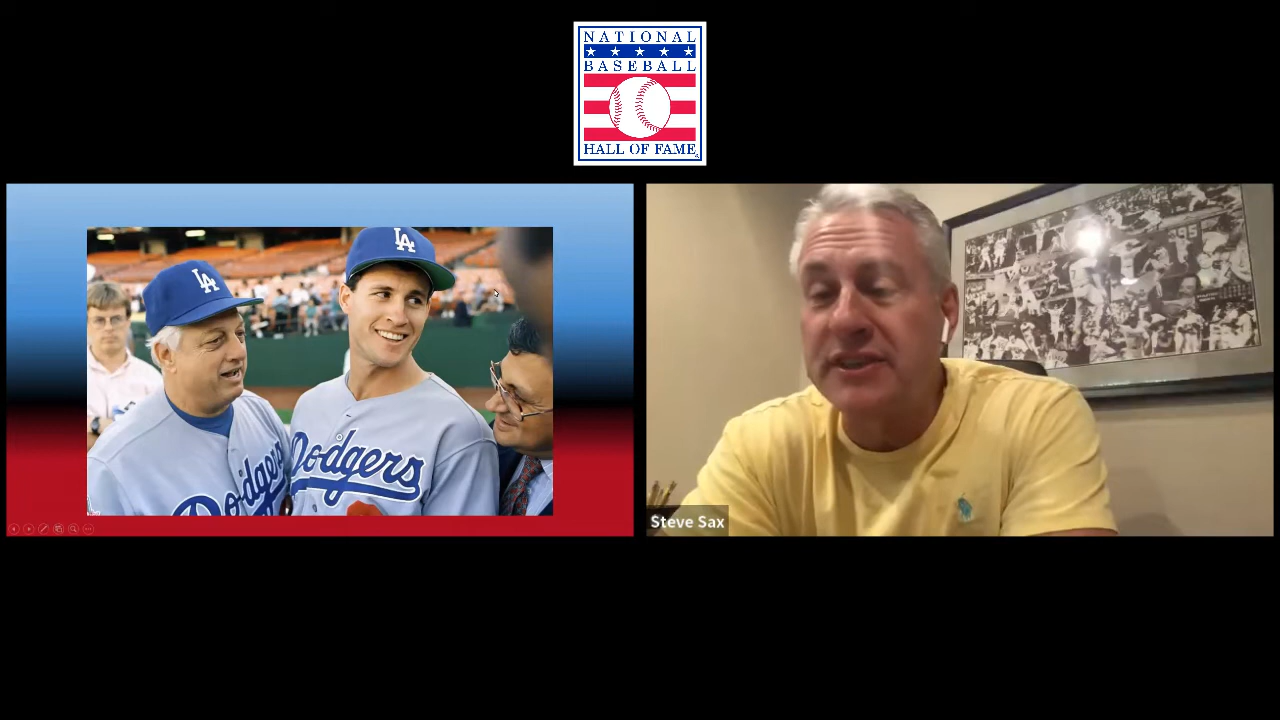 NATIONAL
BASEBALL
HALL OF FAME
LA
LA
Dodgers
Dodgers
Steve Sax